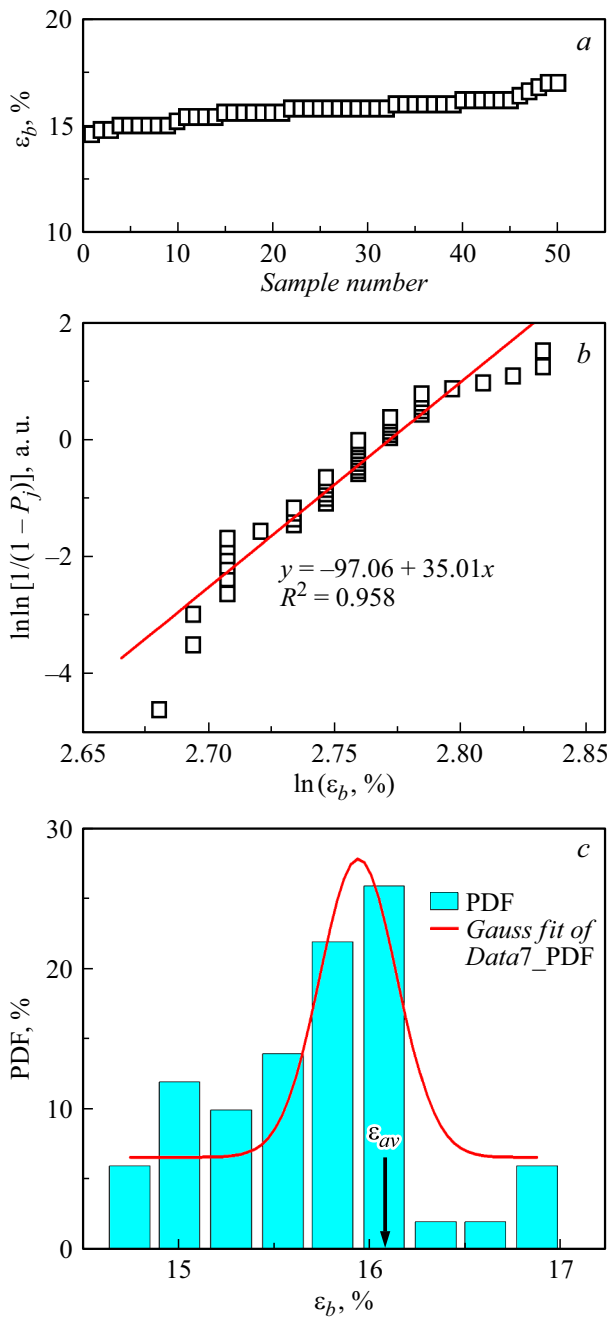 20
15
10
ε_b, %
a
0 10 20 30 40 50
Sample number
2
0
–2
–4
ln ln [1/(1 – P_j)], a. u.
b
y = –97.06 + 35.01x
R² = 0.958
2.65 2.70 2.75 2.80 2.85
ln (ε_b, %)
30
20
10
0
PDF, %
c
PDF
Gauss fit of
Data7_PDF
ε_av
15 16 17
ε_b, %